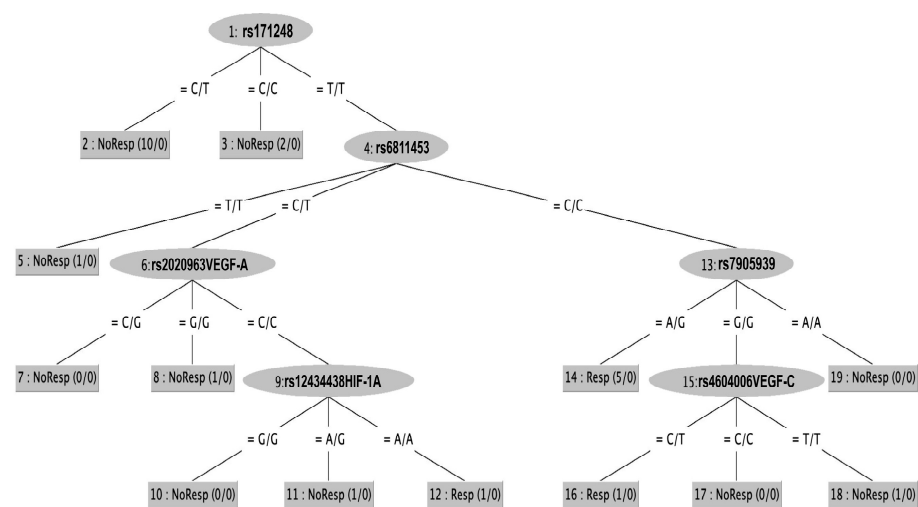 1: rs171248
= C/T = C/C = T/T
2 : NoResp (10/0) 3 : NoResp (2/0) 4: rs6811453
= T/T = C/T = C/C
5 : NoResp (1/0) 6:rs2020963VEGF-A 13: rs7905939
= C/G = G/G = C/C = A/G = G/G = A/A
7 : NoResp (0/0) 8 : NoResp (1/0) 9:rs12434438HIF-1A 14 : Resp (5/0) 15:rs4604006VEGF-C 19 : NoResp (0/0)
= G/G = A/G = A/A = C/T = C/C = T/T
10 : NoResp (0/0) 11 : NoResp (1/0) 12 : Resp (1/0) 16 : Resp (1/0) 17 : NoResp (0/0) 18 : NoResp (1/0)